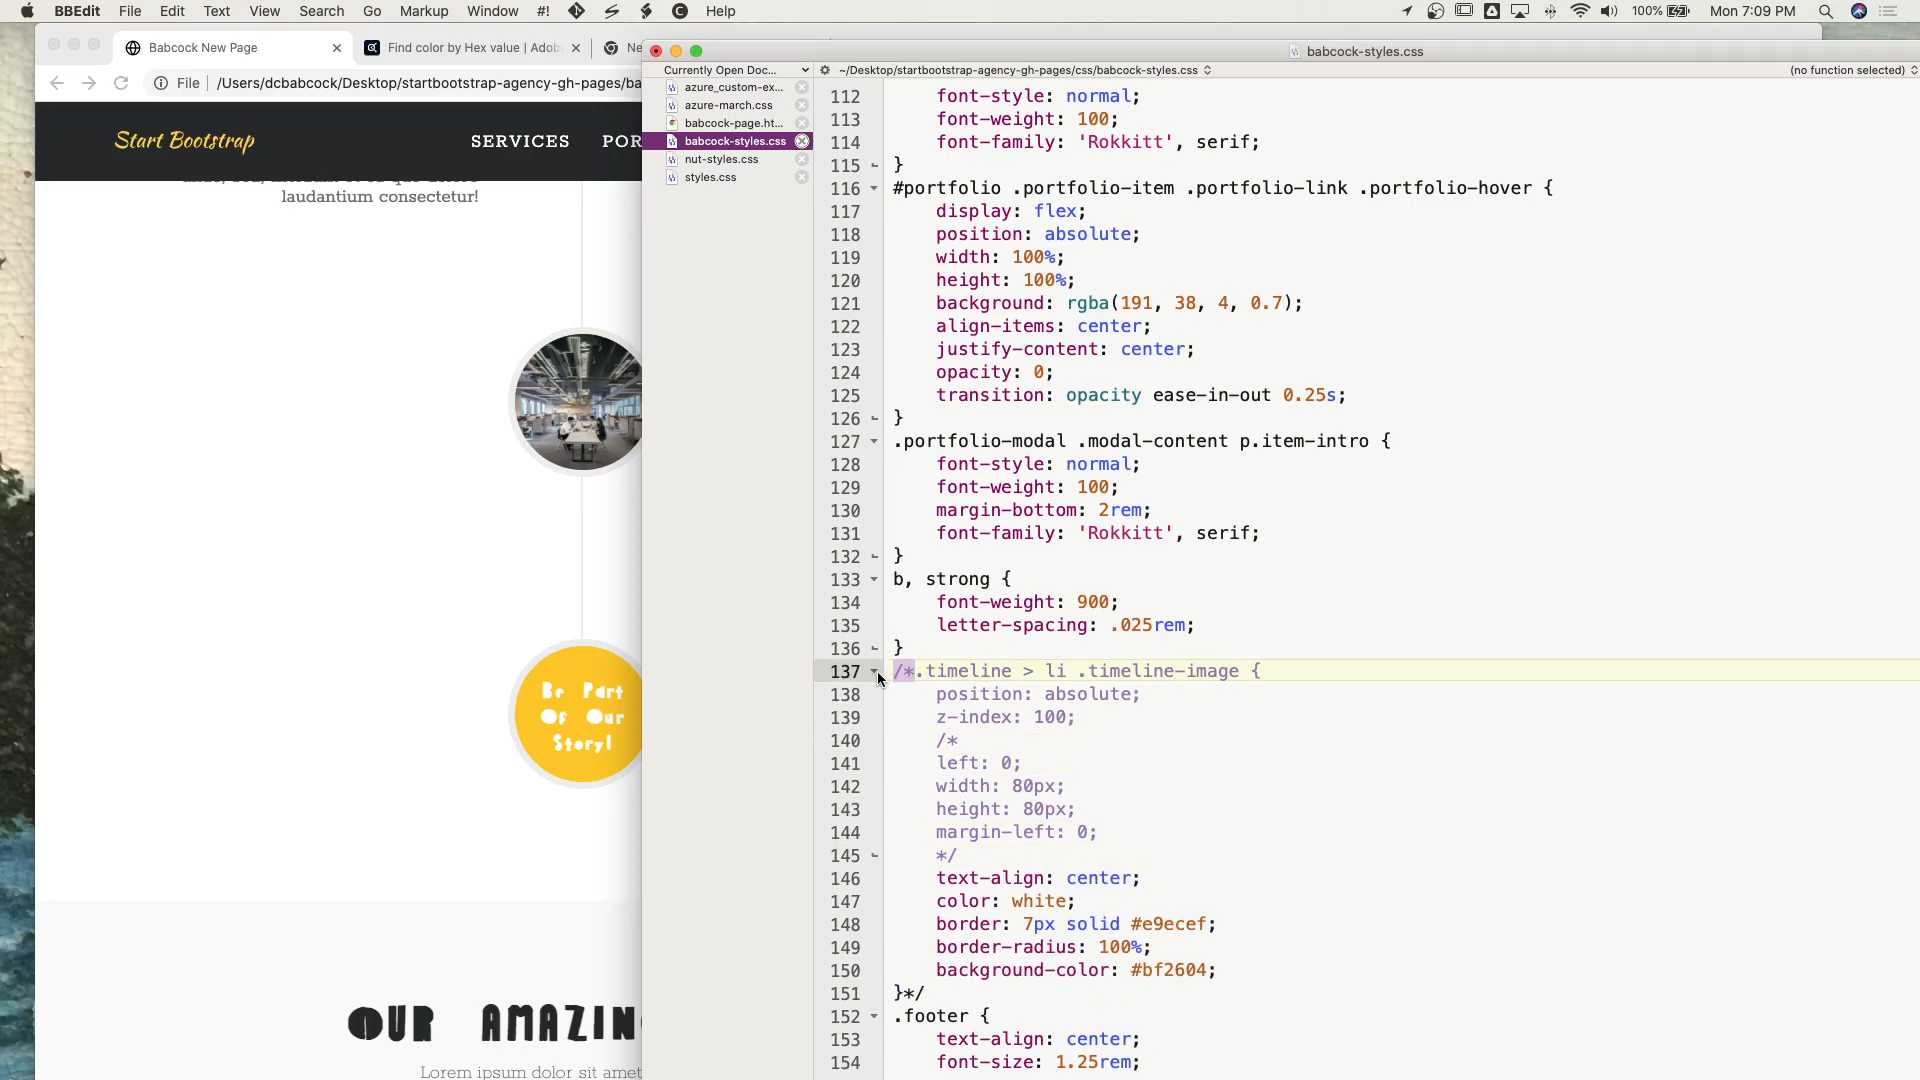 BBEdit File Edit Text View Search Go Markup Window #! Help 100% Mon 7:09 PM
Babcock New Page
Find color by Hex value | Adob
Ne
File /Users/dcbabcock/Desktop/startbootstrap-agency-gh-pages/ba
Start Bootstrap SERVICES POR
laudantium consectetur!
Be Part
Of Our
Story!
OUR AMAZIN
Lorem ipsum dolor sit amet
babcock-styles.css
Currently Open Doc...
~/Desktop/startbootstrap-agency-gh-pages/css/babcock-styles.css
(no function selected)
azure_custom-ex...
azure-march.css
babcock-page.ht...
babcock-styles.css
nut-styles.css
styles.css
112 font-style: normal;
113 font-weight: 100;
114 font-family: 'Rokkitt', serif;
115 }
116 #portfolio .portfolio-item .portfolio-link .portfolio-hover {
117 display: flex;
118 position: absolute;
119 width: 100%;
120 height: 100%;
121 background: rgba(191, 38, 4, 0.7);
122 align-items: center;
123 justify-content: center;
124 opacity: 0;
125 transition: opacity ease-in-out 0.25s;
126 }
127 .portfolio-modal .modal-content p.item-intro {
128 font-style: normal;
129 font-weight: 100;
130 margin-bottom: 2rem;
131 font-family: 'Rokkitt', serif;
132 }
133 b, strong {
134 font-weight: 900;
135 letter-spacing: .025rem;
136 }
137 /*.timeline > li .timeline-image {
138 position: absolute;
139 z-index: 100;
140 /*
141 left: 0;
142 width: 80px;
143 height: 80px;
144 margin-left: 0;
145 */
146 text-align: center;
147 color: white;
148 border: 7px solid #e9ecef;
149 border-radius: 100%;
150 background-color: #bf2604;
151 }*/
152 .footer {
153 text-align: center;
154 font-size: 1.25rem;